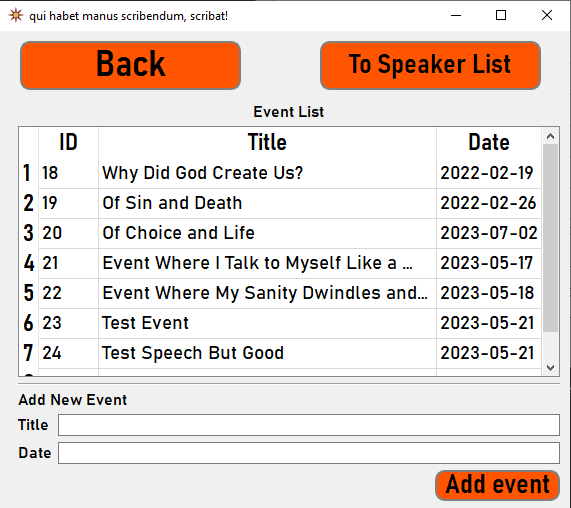 qui habet manus scribendum, scribat!
Back To Speaker List
Event List
ID Title Date
1 18 Why Did God Create Us? 2022-02-19
2 19 Of Sin and Death 2022-02-26
3 20 Of Choice and Life 2023-07-02
4 21 Event Where I Talk to Myself Like a ... 2023-05-17
5 22 Event Where My Sanity Dwindles and... 2023-05-18
6 23 Test Event 2023-05-21
7 24 Test Speech But Good 2023-05-21
Add New Event
Title
Date
Add event